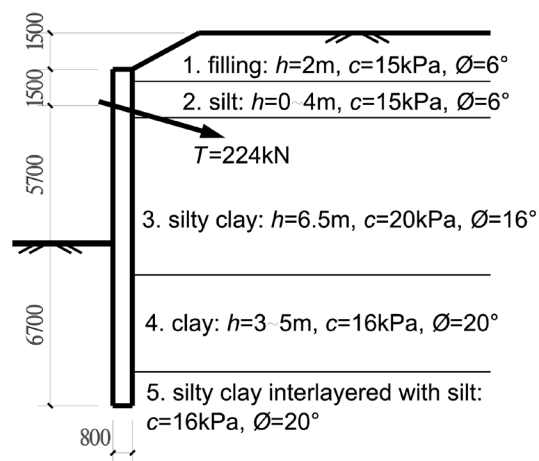 1500
1. filling: h=2m, c=15kPa, Ø=6°
1500
2. silt: h=0~4m, c=15kPa, Ø=6°
T=224kN
5700
3. silty clay: h=6.5m, c=20kPa, Ø=16°
6700
4. clay: h=3~5m, c=16kPa, Ø=20°
5. silty clay interlayered with silt:
c=16kPa, Ø=20°
800